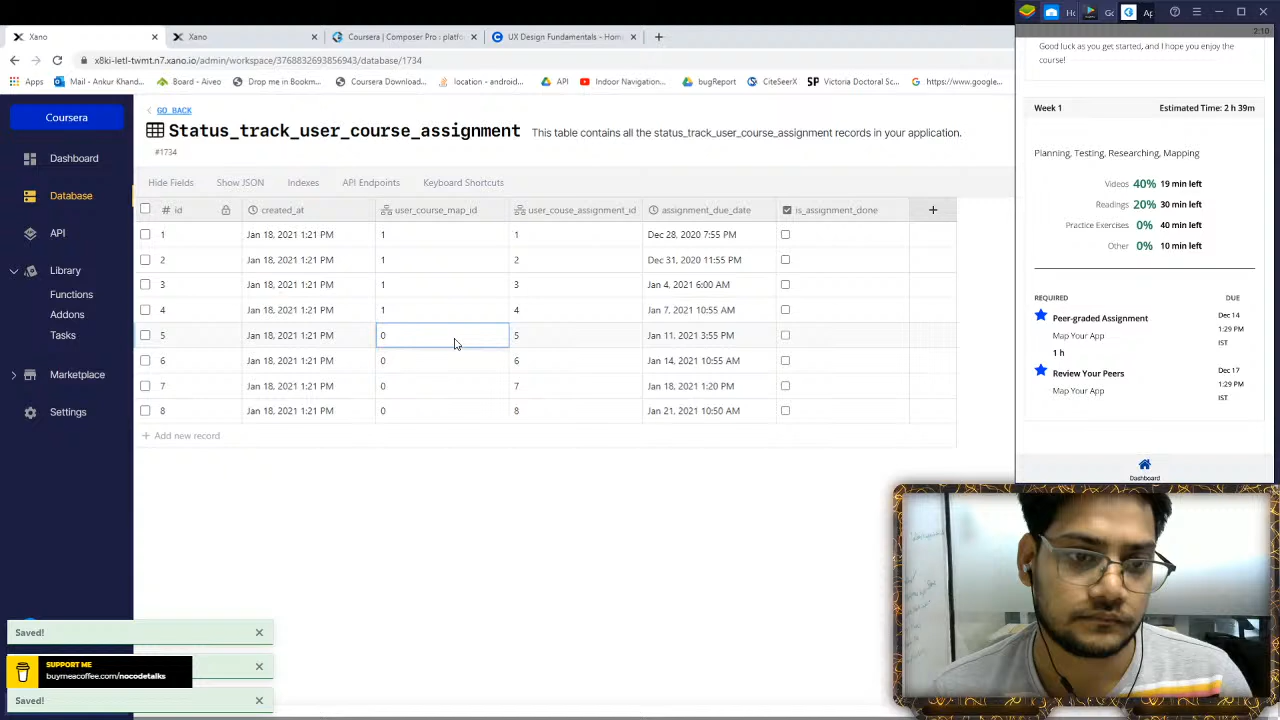 Xano
Xano
Coursera | Composer Pro : platf
UX Design Fundamentals - Hom
Ho
Go
Ap
x8ki-letl-twmt.n7.xano.io/admin/workspace/3768832693856943/database/1734
2:10
Apps
Mail - Ankur Khand
Board - Aiveo
Drop me in Bookm...
Coursera Download...
location - android...
API
Indoor Navigation...
bugReport
CiteSeerX
Victoria Doctoral Sc...
https://www.google...
Good luck as you get started, and I hope you enjoy the
course!
Coursera
Dashboard
Database
API
Library
Functions
Addons
Tasks
Marketplace
Settings
GO BACK
Status_track_user_course_assignment
This table contains all the status_track_user_course_assignment records in your application.
#1734
Hide Fields
Show JSON
Indexes
API Endpoints
Keyboard Shortcuts
# id created_at user_course_map_id user_couse_assignment_id assignment_due_date is_assignment_done
1 Jan 18, 2021 1:21 PM 1 1 Dec 28, 2020 7:55 PM
2 Jan 18, 2021 1:21 PM 1 2 Dec 31, 2020 11:55 PM
3 Jan 18, 2021 1:21 PM 1 3 Jan 4, 2021 6:00 AM
4 Jan 18, 2021 1:21 PM 1 4 Jan 7, 2021 10:55 AM
5 Jan 18, 2021 1:21 PM 0 5 Jan 11, 2021 3:55 PM
6 Jan 18, 2021 1:21 PM 0 6 Jan 14, 2021 10:55 AM
7 Jan 18, 2021 1:21 PM 0 7 Jan 18, 2021 1:20 PM
8 Jan 18, 2021 1:21 PM 0 8 Jan 21, 2021 10:50 AM
Add new record
Week 1 Estimated Time: 2 h 39m
Planning, Testing, Researching, Mapping
Videos 40% 19 min left
Readings 20% 30 min left
Practice Exercises 0% 40 min left
Other 0% 10 min left
REQUIRED DUE
Peer-graded Assignment
Map Your App
1 h
Dec 14
1:29 PM
IST
Review Your Peers
Map Your App
Dec 17
1:29 PM
IST
Dashboard
Saved!
SUPPORT ME
buymeacoffee.com/nocodetalks
Saved!